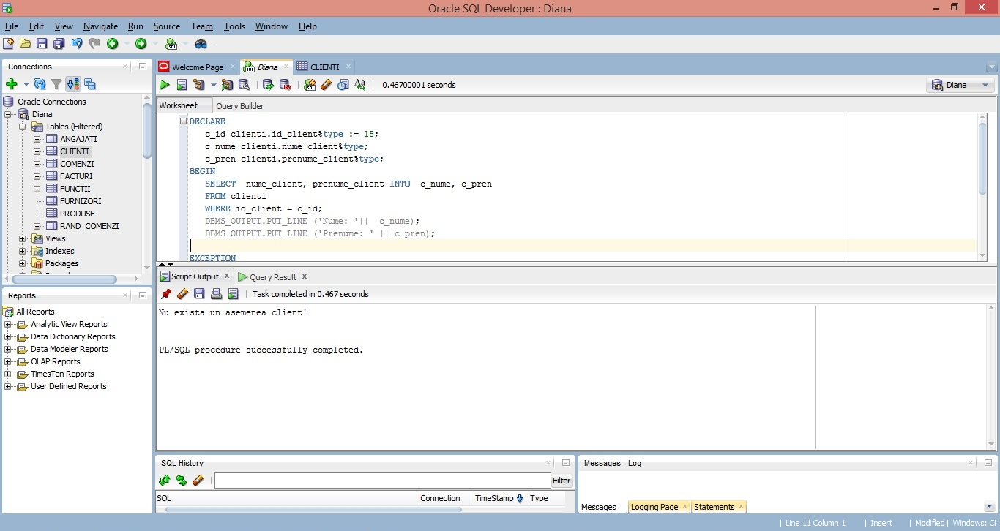 Oracle SQL Developer : Diana
File Edit View Navigate Run Source Team Tools Window Help
Connections
Oracle Connections
Diana
Tables (Filtered)
ANGAJATI
CLIENTI
COMENZI
FACTURI
FUNCTII
FURNIZORI
PRODUSE
RAND_COMENZI
Views
Indexes
Packages
Reports
All Reports
Analytic View Reports
Data Dictionary Reports
Data Modeler Reports
OLAP Reports
TimesTen Reports
User Defined Reports
Welcome Page Diana CLIENTI
0.46700001 seconds
Diana
Worksheet Query Builder
DECLARE
c_id clienti.id_client%type := 15;
c_nume clienti.nume_client%type;
c_pren clienti.prenume_client%type;
BEGIN
SELECT nume_client, prenume_client INTO c_nume, c_pren
FROM clienti
WHERE id_client = c_id;
DBMS_OUTPUT.PUT_LINE ('Nume: '|| c_nume);
DBMS_OUTPUT.PUT_LINE ('Prenume: ' || c_pren);
EXCEPTION
Script Output Query Result
Task completed in 0.467 seconds
Nu exista un asemenea client!
PL/SQL procedure successfully completed.
SQL History
Filter
SQL Connection TimeStamp Type
Messages - Log
Messages Logging Page Statements
| Line 11 Column 1 | Insert | Modified | Windows: CF